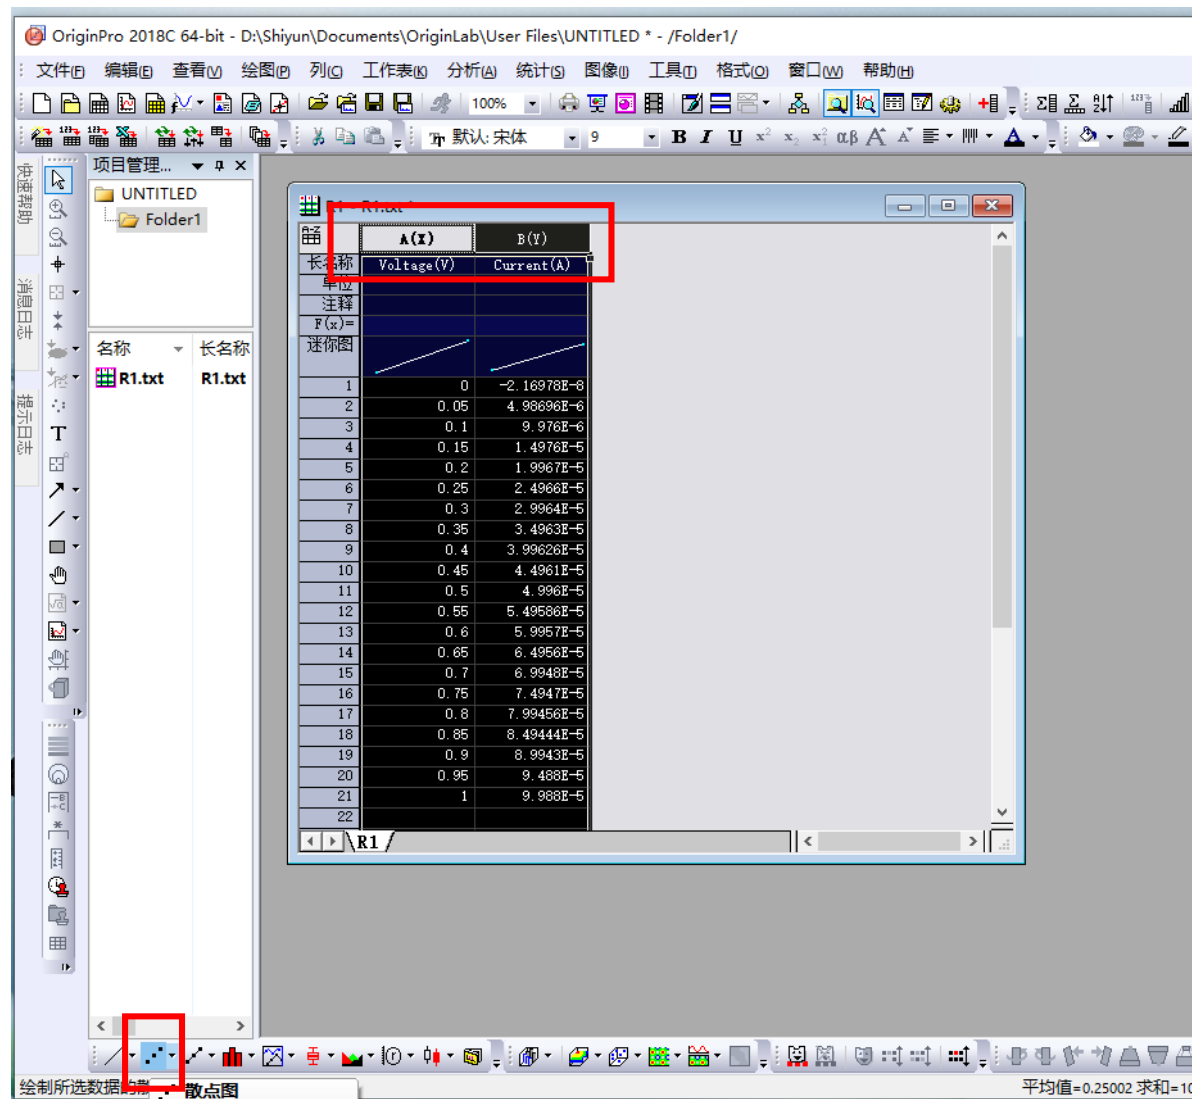 OriginPro 2018C 64-bit - D:\Shiyun\Documents\OriginLab\User Files\UNTITLED * - /Folder1/
文件(F) 编辑(E) 查看(V) 绘图(P) 列(C) 工作表(K) 分析(A) 统计(S) 图像(I) 工具(T) 格式(O) 窗口(W) 帮助(H)
100%
默认: 宋体 9 B I U
快速帮助
消息日志
提示日志
项目管理...
UNTITLED
Folder1
名称 长名称
R1.txt R1.txt
A(X) B(Y)
长名称 Voltage(V) Current(A)
单位
注释
F(x)=
迷你图
1 0 -2.16978E-8
2 0.05 4.98696E-6
3 0.1 9.976E-6
4 0.15 1.4976E-5
5 0.2 1.9967E-5
6 0.25 2.4966E-5
7 0.3 2.9964E-5
8 0.35 3.4963E-5
9 0.4 3.99626E-5
10 0.45 4.4961E-5
11 0.5 4.996E-5
12 0.55 5.49586E-5
13 0.6 5.9957E-5
14 0.65 6.4956E-5
15 0.7 6.9948E-5
16 0.75 7.4947E-5
17 0.8 7.99456E-5
18 0.85 8.49444E-5
19 0.9 8.9943E-5
20 0.95 9.488E-5
21 1 9.988E-5
22
R1
绘制所选数据的散
散点图
平均值=0.25002 求和=10